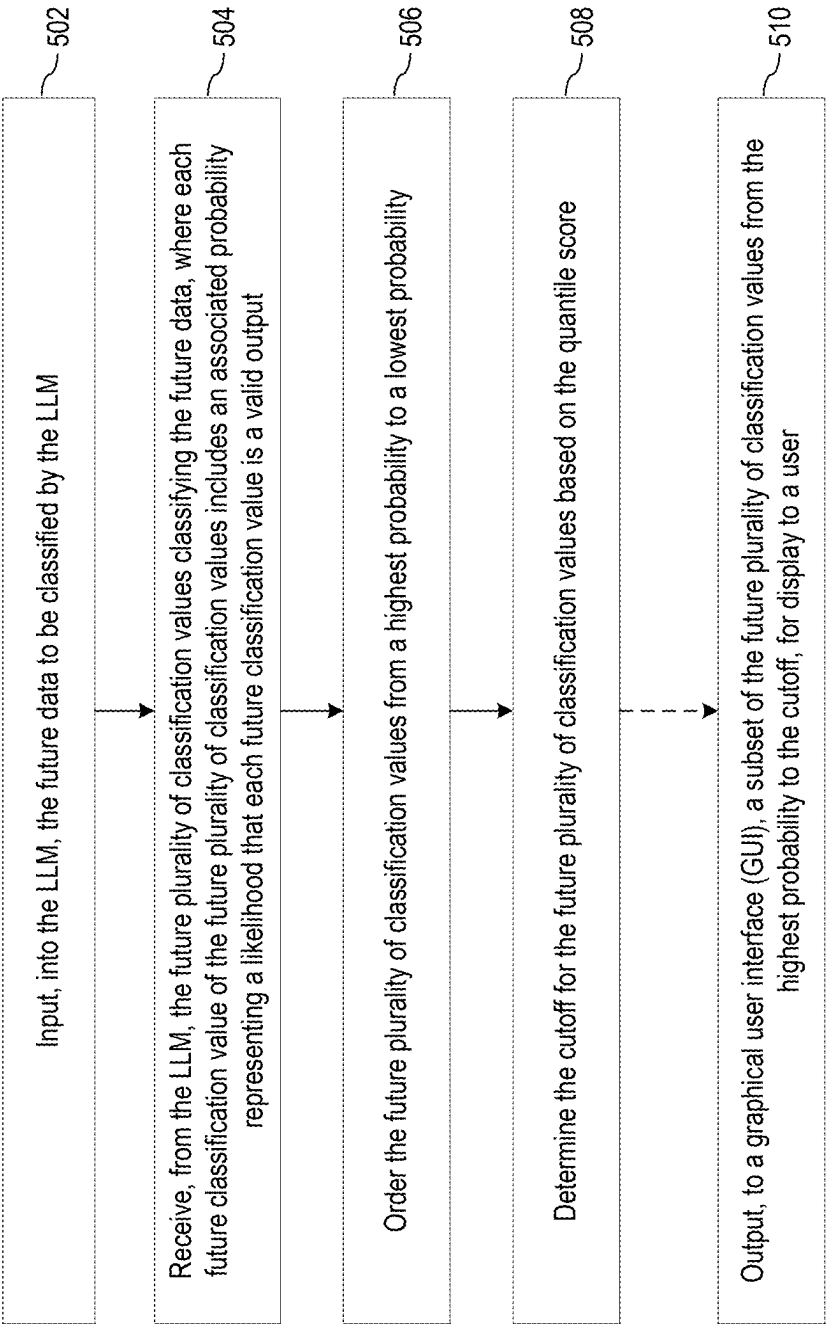 Input, into the LLM, the future data to be classified by the LLM
502
Receive, from the LLM, the future plurality of classification values classifying the future data, where each
future classification value of the future plurality of classification values includes an associated probability
representing a likelihood that each future classification value is a valid output
504
Order the future plurality of classification values from a highest probability to a lowest probability
506
Determine the cutoff for the future plurality of classification values based on the quantile score
508
Output, to a graphical user interface (GUI), a subset of the future plurality of classification values from the
highest probability to the cutoff, for display to a user
510